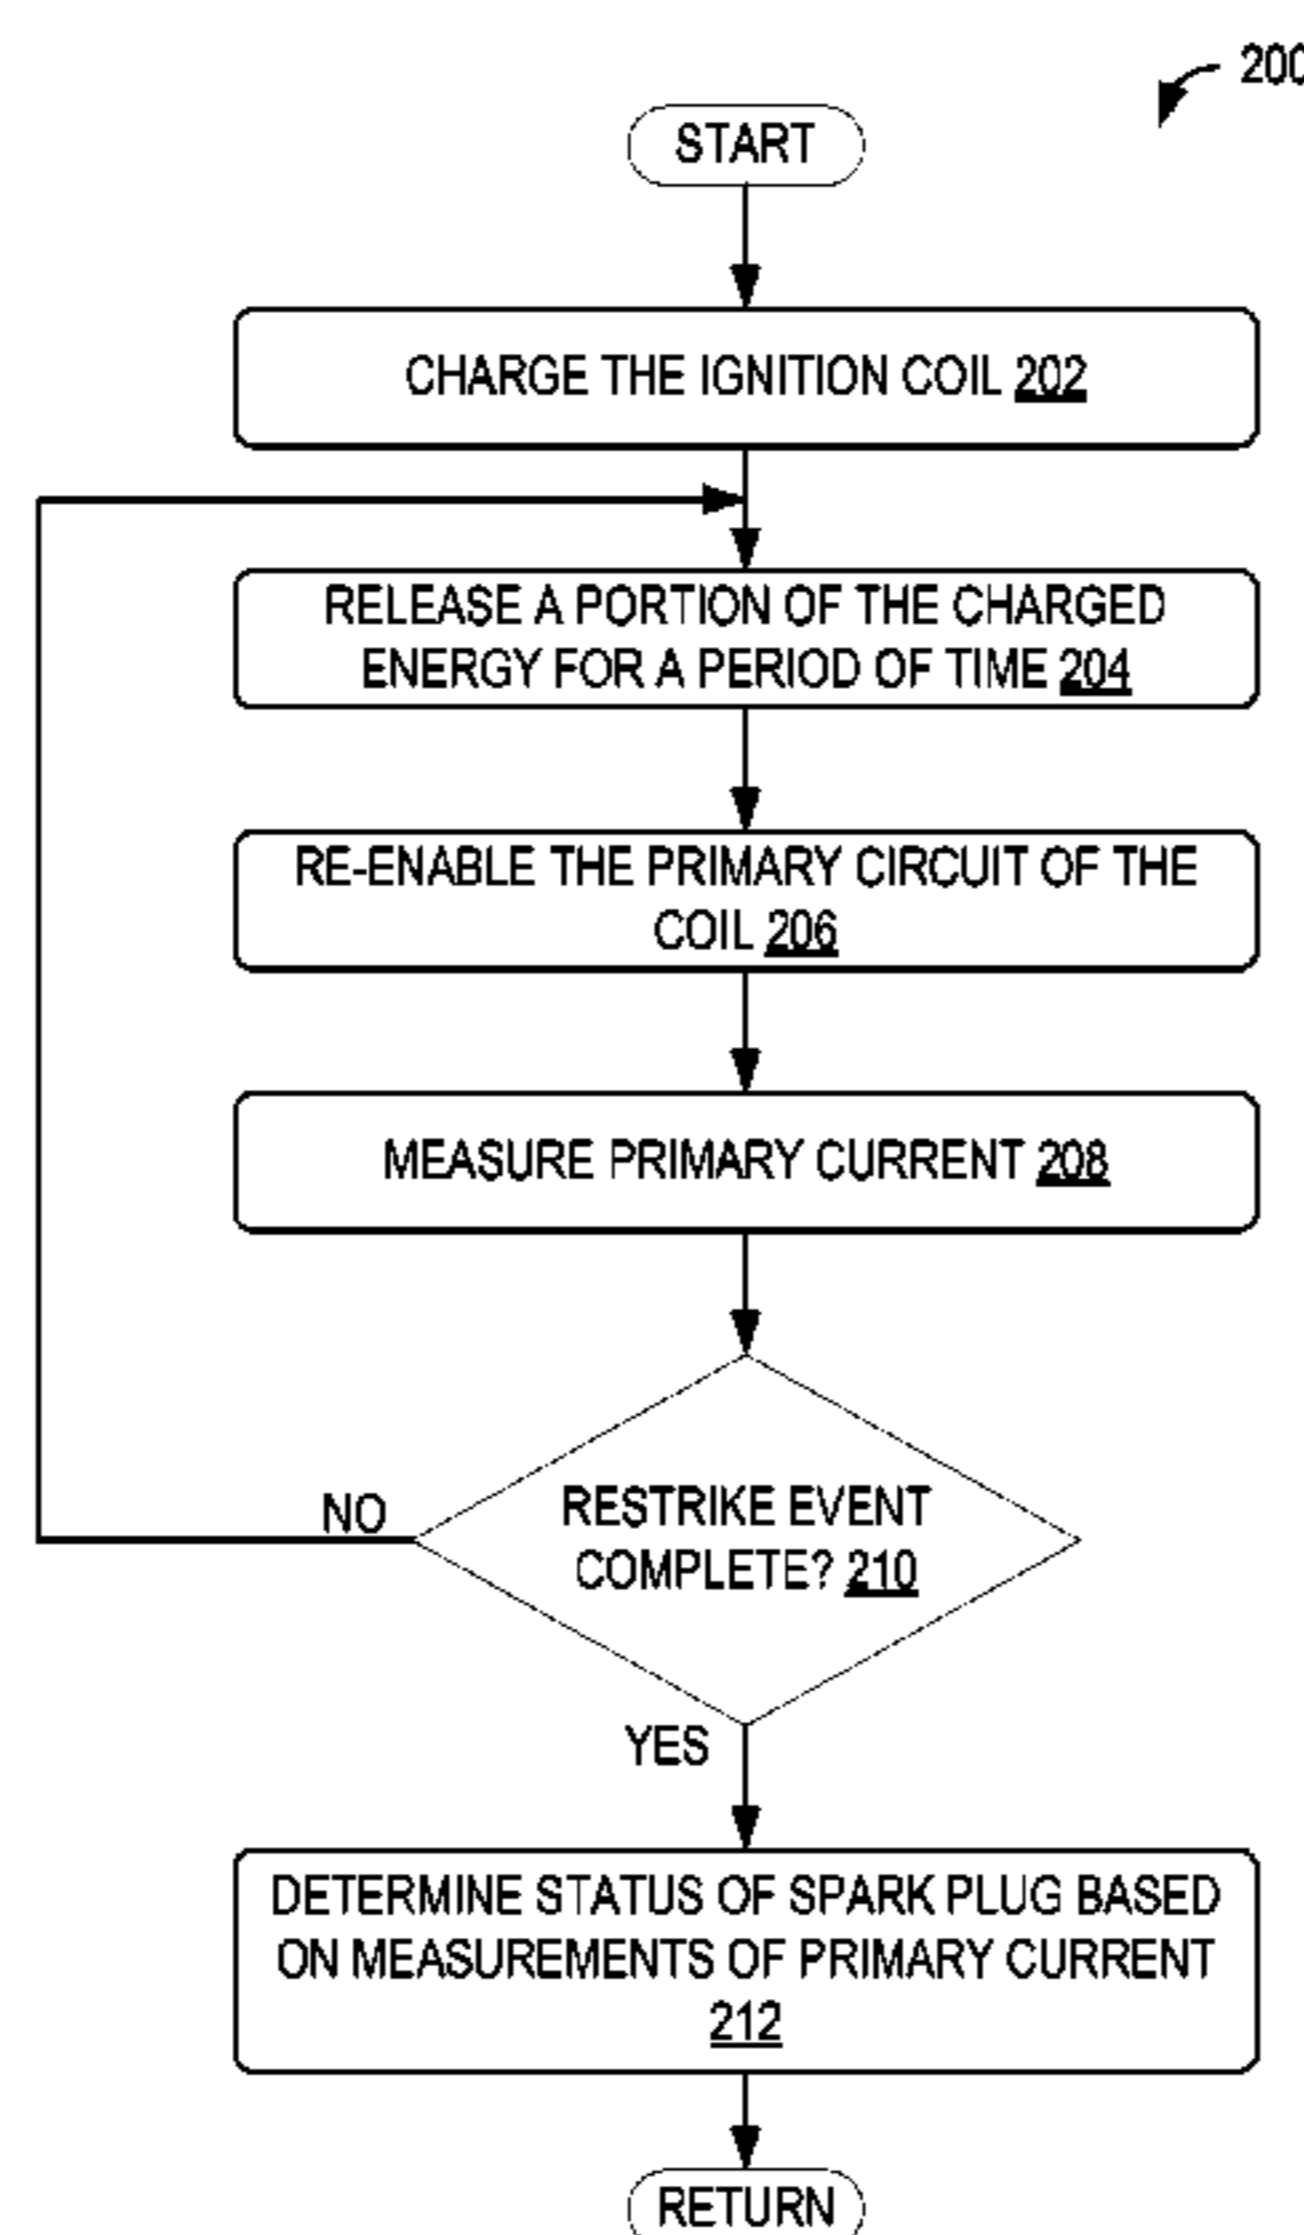 200
START
CHARGE THE IGNITION COIL 202
RELEASE A PORTION OF THE CHARGED
ENERGY FOR A PERIOD OF TIME 204
RE-ENABLE THE PRIMARY CIRCUIT OF THE
COIL 206
MEASURE PRIMARY CURRENT 208
RESTRIKE EVENT
COMPLETE? 210
NO
YES
DETERMINE STATUS OF SPARK PLUG BASED
ON MEASUREMENTS OF PRIMARY CURRENT
212
RETURN